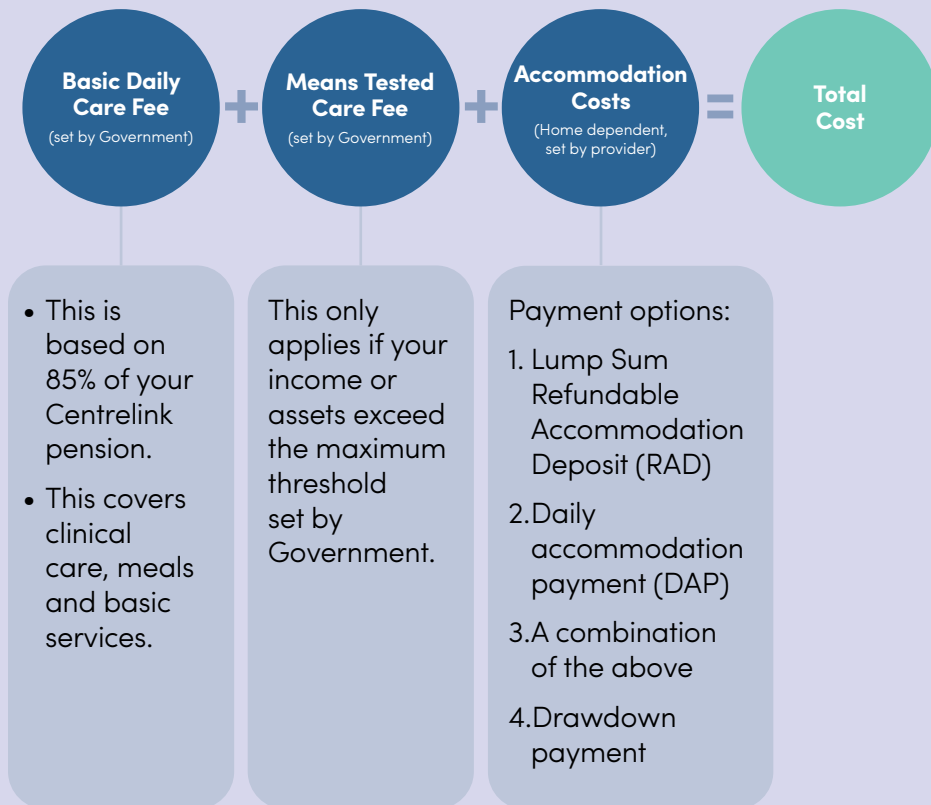 Basic Daily
Care Fee
(set by Government)
+
Means Tested
Care Fee
(set by Government)
+
Accommodation
Costs
(Home dependent,
set by provider)
=
Total
Cost
• This is
based on
85% of your
Centrelink
pension.
• This covers
clinical
care, meals
and basic
services.
This only
applies if your
income or
assets exceed
the maximum
threshold
set by
Government.
Payment options:
1. Lump Sum
Refundable
Accommodation
Deposit (RAD)
2.Daily
accommodation
payment (DAP)
3.A combination
of the above
4.Drawdown
payment